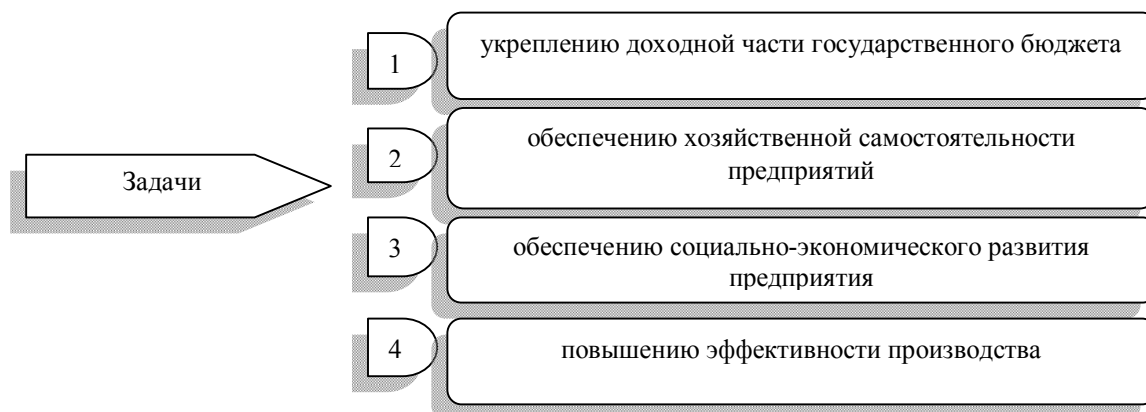 Задачи
1
укреплению доходной части государственного бюджета
2
обеспечению хозяйственной самостоятельности
предприятий
3
обеспечению социально-экономического развития
предприятия
4
повышению эффективности производства